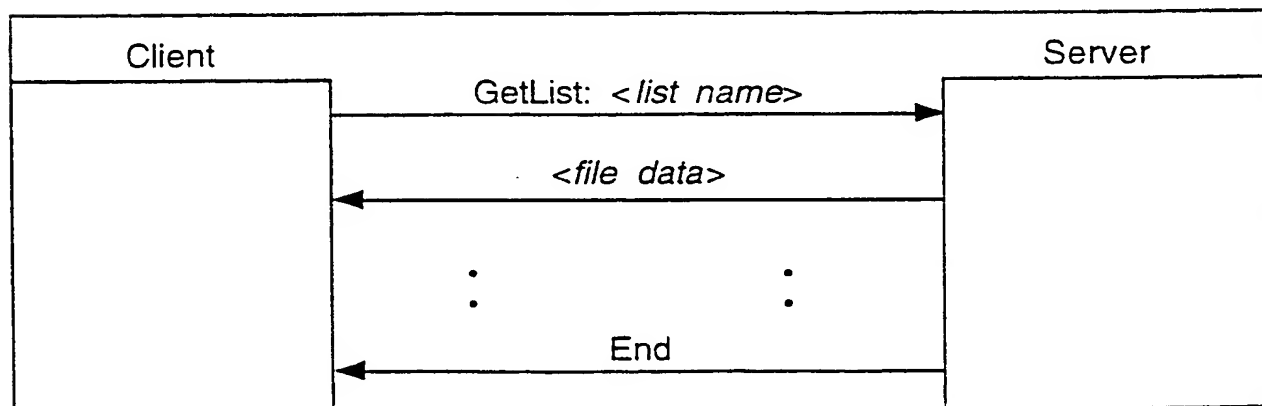 Client Server
GetList: <list name>
<file data>
: :
End